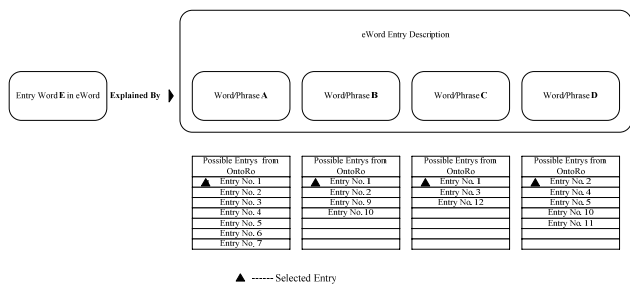 eWord Entry Description
Entry Word E in eWord
Explained By
Word/Phrase A
Word/Phrase B
Word/Phrase C
Word/Phrase D
Possible Entrys from
OntoRo
Entry No. 1
Entry No. 2
Entry No. 3
Entry No. 4
Entry No. 5
Entry No. 6
Entry No. 7
Possible Entrys from
OntoRo
Entry No. 1
Entry No. 2
Entry No. 9
Entry No. 10
Possible Entrys from
OntoRo
Entry No. 1
Entry No. 3
Entry No. 12
Possible Entrys from
OntoRo
Entry No. 2
Entry No. 4
Entry No. 5
Entry No. 10
Entry No. 11
------ Selected Entry